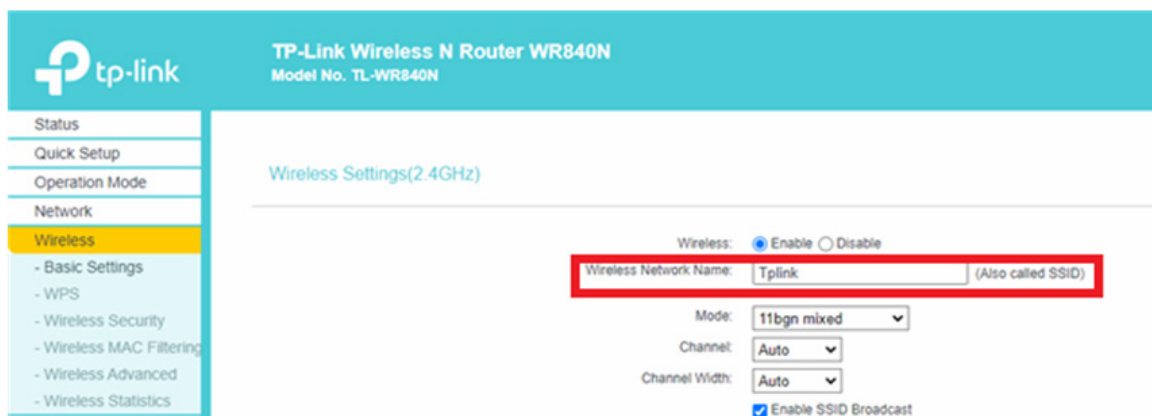 tp-link
TP-Link Wireless N Router WR840N
Model No. TL-WR840N
Status
Quick Setup
Operation Mode
Network
Wireless
- Basic Settings
- WPS
- Wireless Security
- Wireless MAC Filtering
- Wireless Advanced
- Wireless Statistics
Wireless Settings(2.4GHz)
Wireless: Enable Disable
Wireless Network Name: Tplink (Also called SSID)
Mode: 11bgn mixed
Channel: Auto
Channel Width: Auto
Enable SSID Broadcast